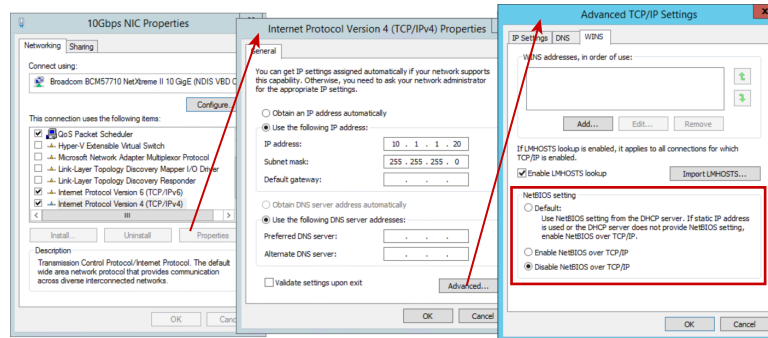 10Gbps NIC Properties
Networking Sharing
Connect using:
Broadcom BCM57710 NetXtreme II 10 GigE (NDIS VBD C
Configure...
This connection uses the following items:
QoS Packet Scheduler
Hyper-V Extensible Virtual Switch
Microsoft Network Adapter Multiplexor Protocol
Link-Layer Topology Discovery Mapper I/O Driver
Link-Layer Topology Discovery Responder
Internet Protocol Version 6 (TCP/IPv6)
Internet Protocol Version 4 (TCP/IPv4)
Install... Uninstall Properties
Description
Transmission Control Protocol/Internet Protocol. The default
wide area network protocol that provides communication
across diverse interconnected networks.
OK Canc
Internet Protocol Version 4 (TCP/IPv4) Properties
General
You can get IP settings assigned automatically if your network supports
this capability. Otherwise, you need to ask your network administrator
for the appropriate IP settings.
Obtain an IP address automatically
Use the following IP address:
IP address: 10 . 1 . 1 . 20
Subnet mask: 255 . 255 . 255 . 0
Default gateway: . . .
Obtain DNS server address automatically
Use the following DNS server addresses:
Preferred DNS server: . . .
Alternate DNS server: . . .
Validate settings upon exit
Advanced...
OK Cancel
Advanced TCP/IP Settings
x
IP Settings DNS WINS
WINS addresses, in order of use:
Add... Edit... Remove
If LMHOSTS lookup is enabled, it applies to all connections for which
TCP/IP is enabled.
Enable LMHOSTS lookup Import LMHOSTS...
NetBIOS setting
Default:
Use NetBIOS setting from the DHCP server. If static IP address
is used or the DHCP server does not provide NetBIOS setting,
enable NetBIOS over TCP/IP.
Enable NetBIOS over TCP/IP
Disable NetBIOS over TCP/IP
OK Cancel